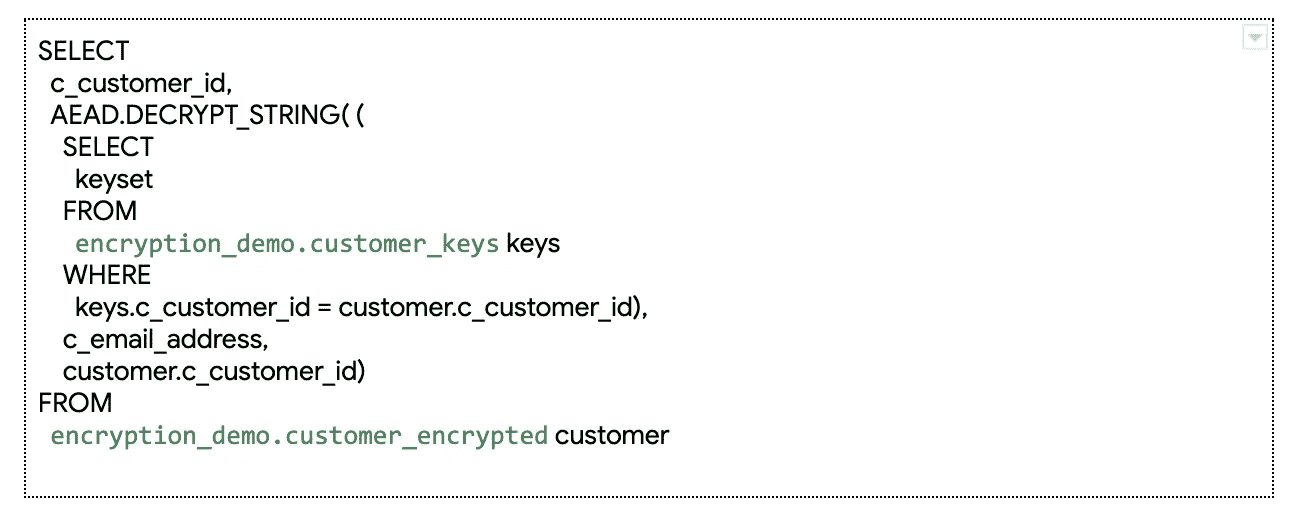 SELECT
c_customer_id,
AEAD.DECRYPT_STRING( (
SELECT
keyset
FROM
encryption_demo.customer_keys keys
WHERE
keys.c_customer_id = customer.c_customer_id),
c_email_address,
customer.c_customer_id)
FROM
encryption_demo.customer_encrypted customer